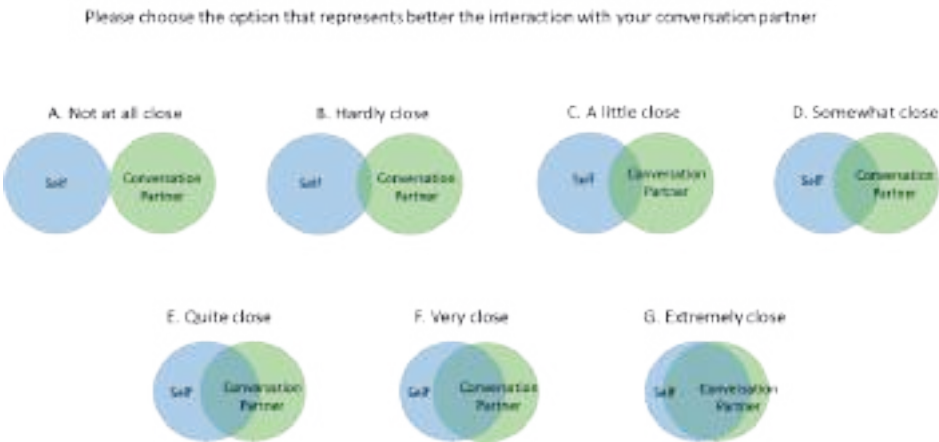 Please choose the option that represents better the interaction with your conversation partner
A. Not at all close
B. Hardly close
C. A little close
D. Somewhat close
Self
Conversation
Partner
Self
Conversation
Partner
Self
Conversation
Partner
Self
Conversation
Partner
E. Quite close
F. Very close
G. Extremely close
Self
Conversation
Partner
Self
Conversation
Partner
Self
Conversation
Partner